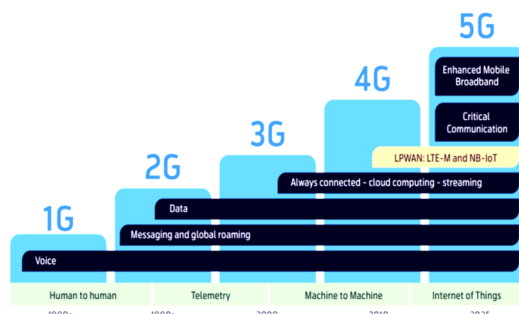 5G
4G
3G
2G
1G
Enhanced Mobile
Broadband
Critical
Communication
LPWAN: LTE-M and NB-IoT
Always connected - cloud computing - streaming
Data
Messaging and global roaming
Voice
Human to human
Telemetry
Machine to Machine
Internet of Things